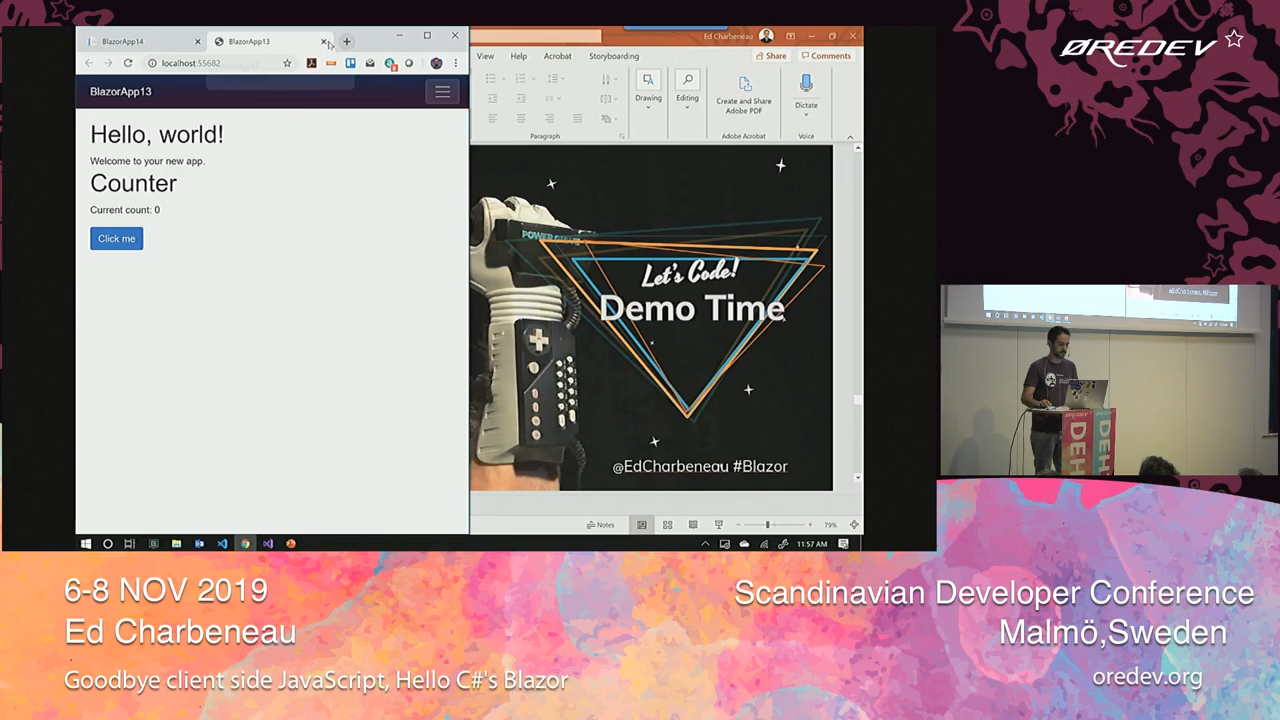 BlazorApp14
BlazorApp13
localhost:55682
BlazorApp13
Hello, world!
Welcome to your new app.
Counter
Current count: 0
Click me
Ed Charbeneau
View Help Acrobat Storyboarding
Share
Comments
Drawing
Editing
Create and Share
Adobe PDF
Dictate
Paragraph
Adobe Acrobat
Voice
Let's Code!
Demo Time
@EdCharbeneau #Blazor
Notes
79%
11:57 AM
ØREDEV
@EdCharbeneau #Blazor
6-8 NOV 2019
Ed Charbeneau
Goodbye client side JavaScript, Hello C#'s Blazor
Scandinavian Developer Conference
Malmö,Sweden
oredev.org